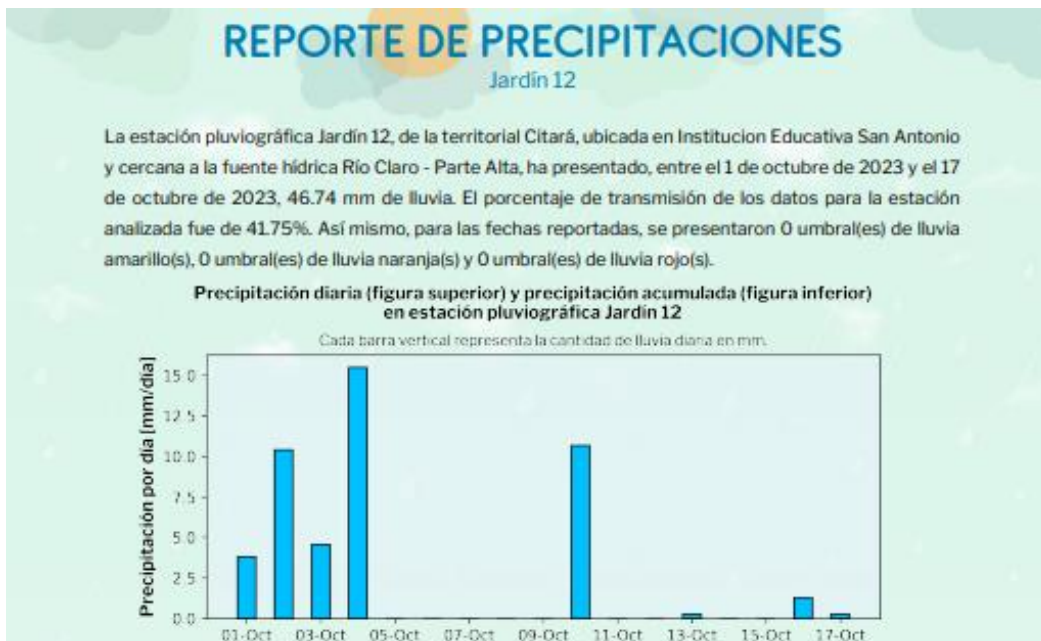 REPORTE DE PRECIPITACIONES
Jardín 12
La estación pluviográfica Jardín 12, de la territorial Citará, ubicada en Institucion Educativa San Antonio
y cercana a la fuente hídrica Río Claro - Parte Alta, ha presentado, entre el 1 de octubre de 2023 y el 17
de octubre de 2023, 46.74 mm de lluvia. El porcentaje de transmisión de los datos para la estación
analizada fue de 41.75%. Así mismo, para las fechas reportadas, se presentaron 0 umbral(es) de lluvia
amarillo(s), 0 umbral(es) de lluvia naranja(s) y 0 umbral(es) de lluvia rojo(s).
Precipitación diaria (figura superior) y precipitación acumulada (figura inferior)
en estación pluviográfica Jardín 12
Cada barra vertical representa la cantidad de lluvia diaria en mm.
Precipitación por día [mm/día]
15.0
12.5
10.0
7.5
5.0
2.5
0.0
01-Oct 03-Oct 05-Oct 07-Oct 09-Oct 11-Oct 13-Oct 15-Oct 17-Oct